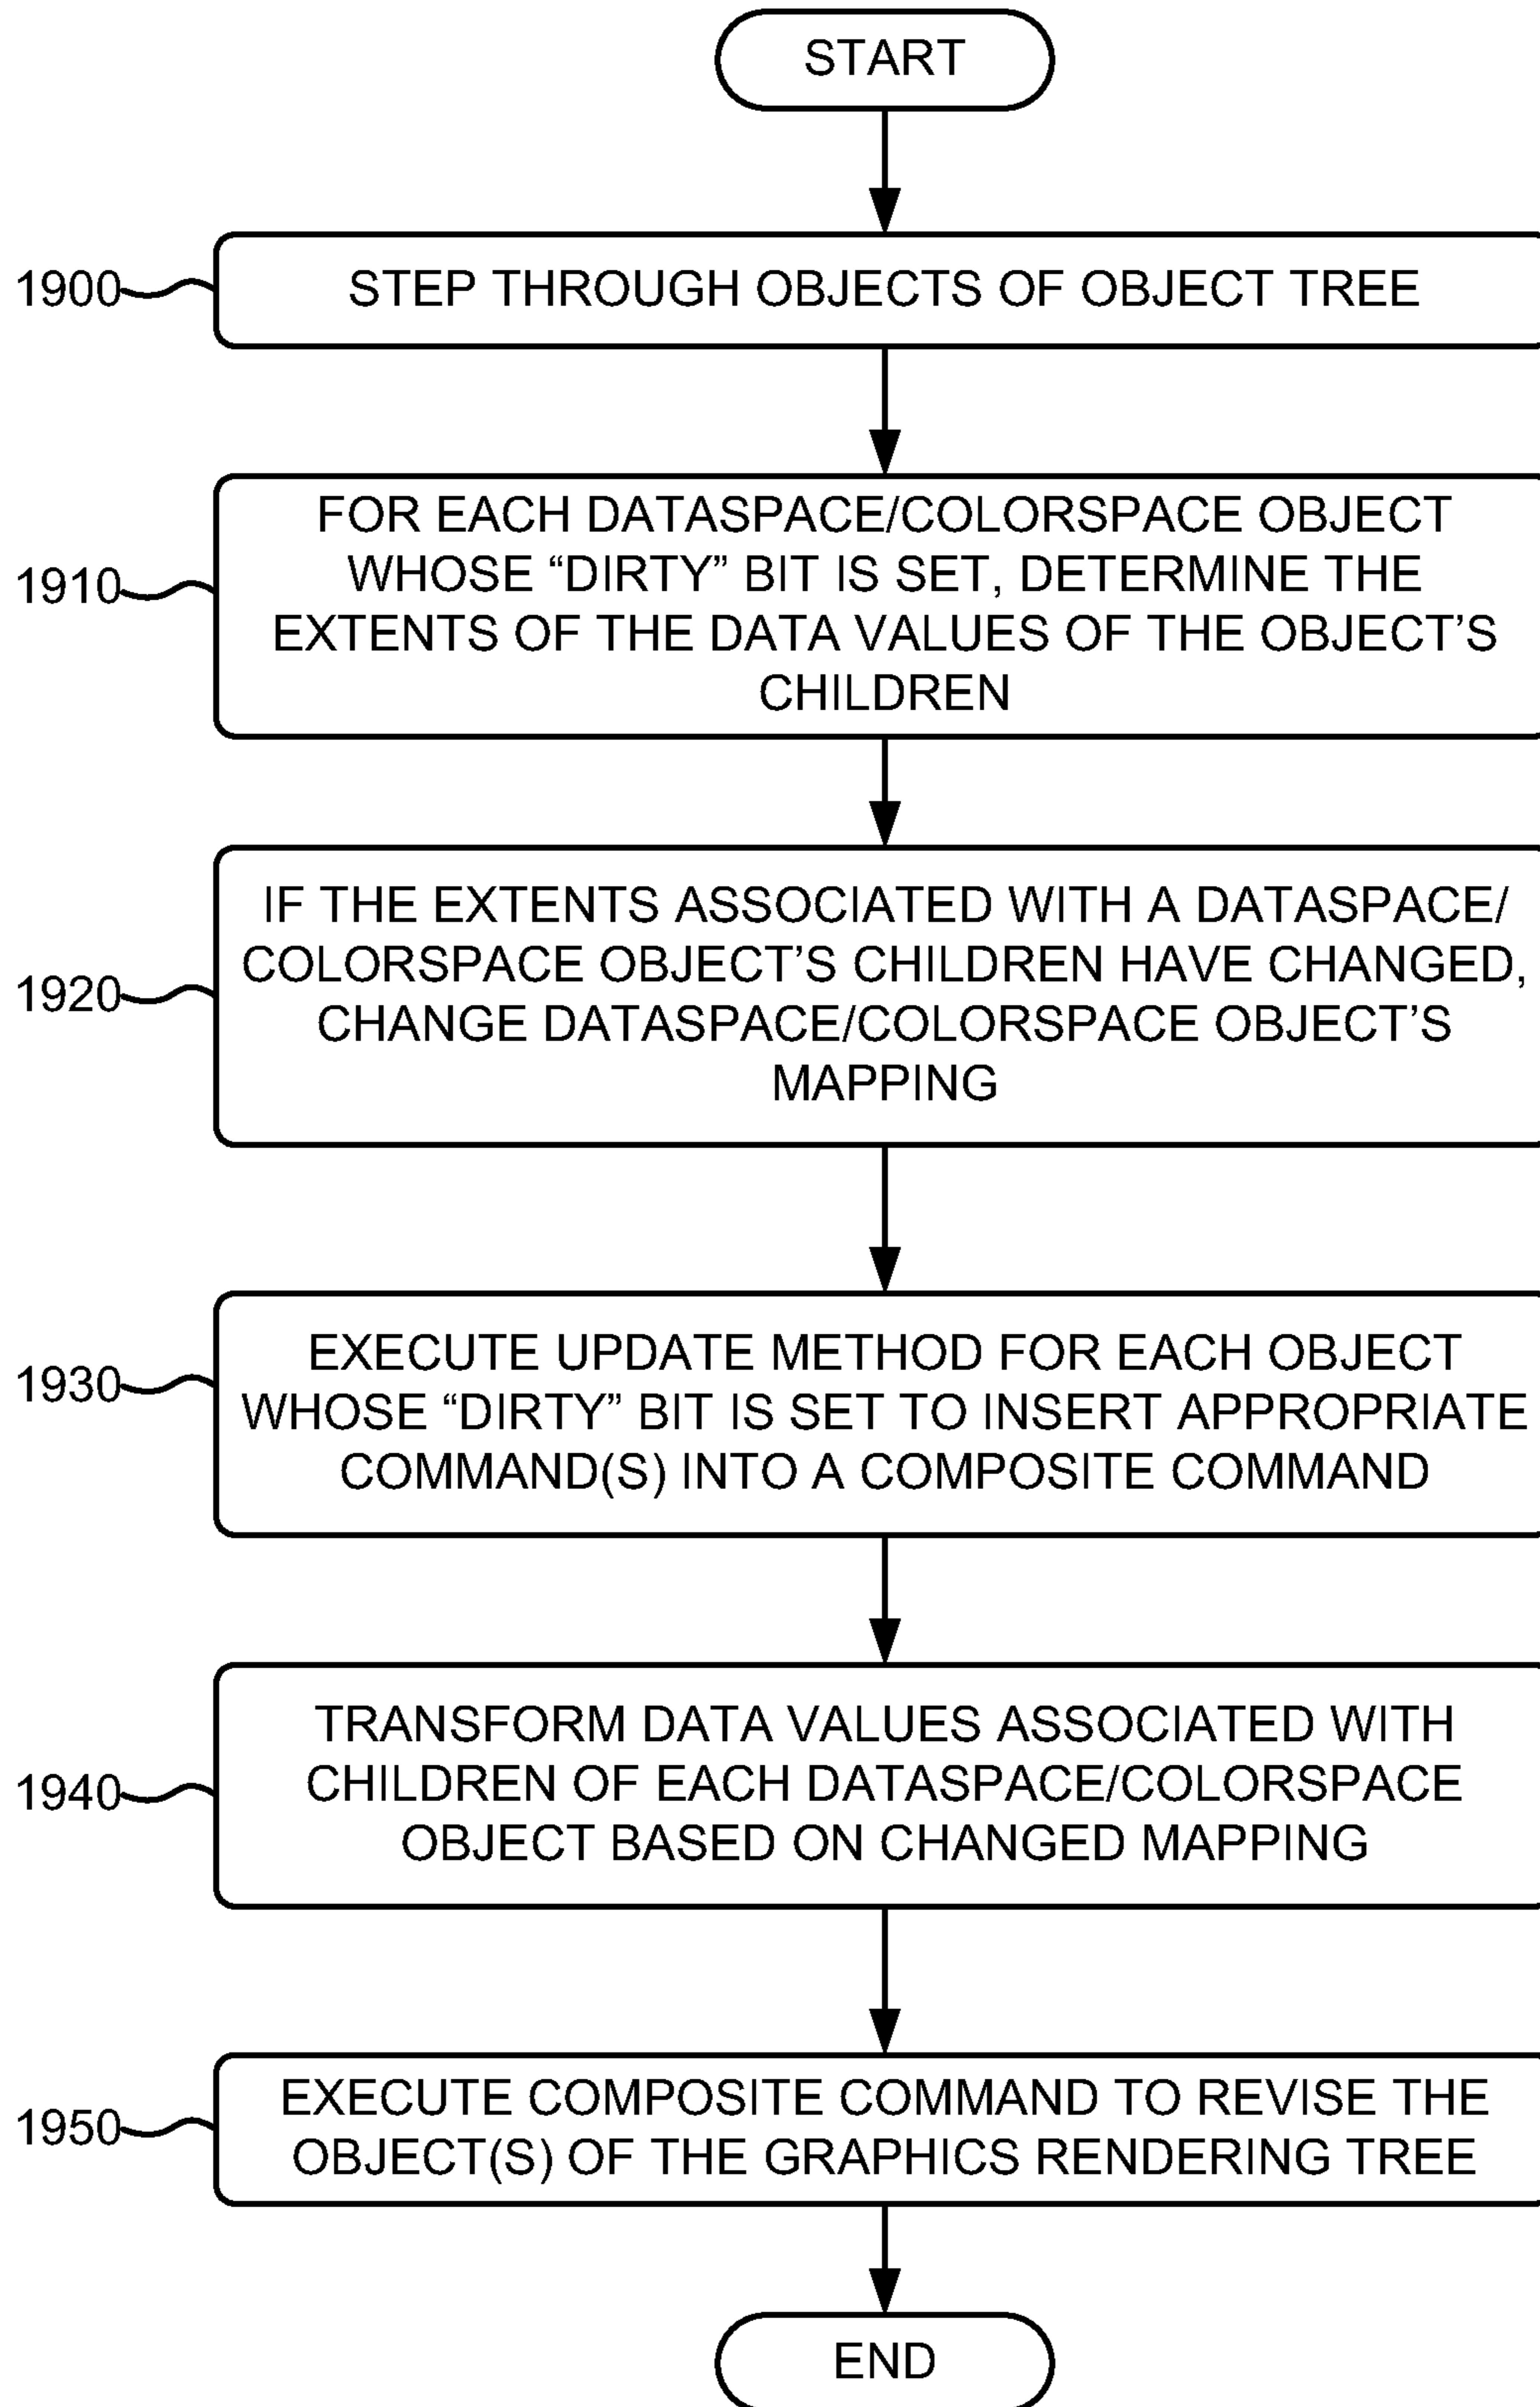 START
1900
STEP THROUGH OBJECTS OF OBJECT TREE
1910
FOR EACH DATASPACE/COLORSPACE OBJECT
WHOSE “DIRTY” BIT IS SET, DETERMINE THE
EXTENTS OF THE DATA VALUES OF THE OBJECT’S
CHILDREN
1920
IF THE EXTENTS ASSOCIATED WITH A DATASPACE/
COLORSPACE OBJECT’S CHILDREN HAVE CHANGED,
CHANGE DATASPACE/COLORSPACE OBJECT’S
MAPPING
1930
EXECUTE UPDATE METHOD FOR EACH OBJECT
WHOSE “DIRTY” BIT IS SET TO INSERT APPROPRIATE
COMMAND(S) INTO A COMPOSITE COMMAND
1940
TRANSFORM DATA VALUES ASSOCIATED WITH
CHILDREN OF EACH DATASPACE/COLORSPACE
OBJECT BASED ON CHANGED MAPPING
1950
EXECUTE COMPOSITE COMMAND TO REVISE THE
OBJECT(S) OF THE GRAPHICS RENDERING TREE
END